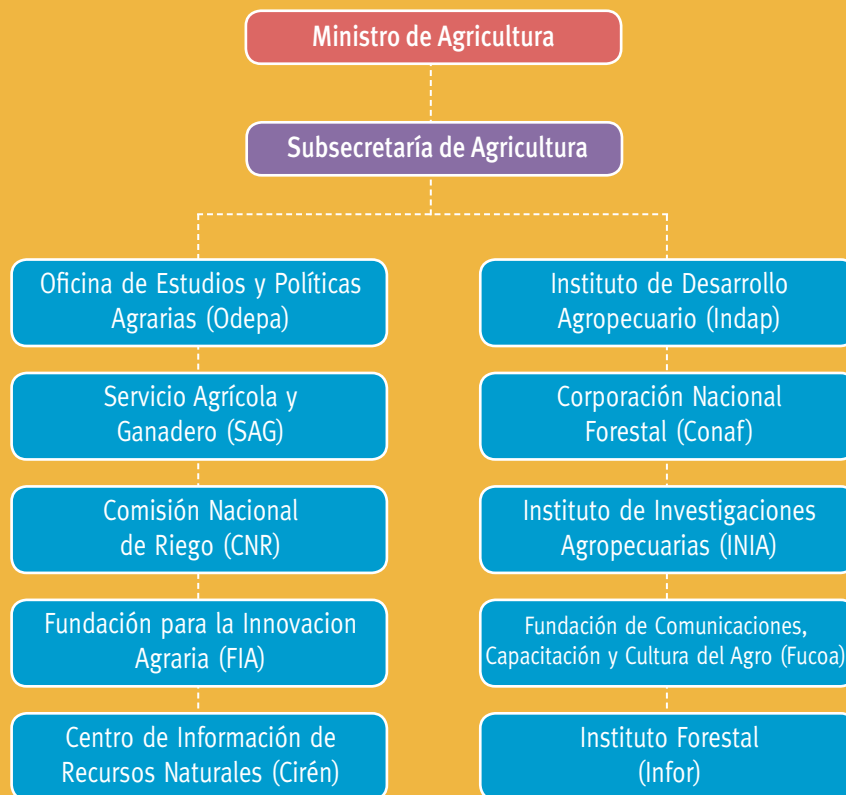 Ministro de Agricultura
Subsecretaría de Agricultura
Oficina de Estudios y Políticas
Agrarias (Odepa)
Servicio Agrícola y
Ganadero (SAG)
Comisión Nacional
de Riego (CNR)
Fundación para la Innovacion
Agraria (FIA)
Centro de Información de
Recursos Naturales (Cirén)
Instituto de Desarrollo
Agropecuario (Indap)
Corporación Nacional
Forestal (Conaf)
Instituto de Investigaciones
Agropecuarias (INIA)
Fundación de Comunicaciones,
Capacitación y Cultura del Agro (Fucoa)
Instituto Forestal
(Infor)